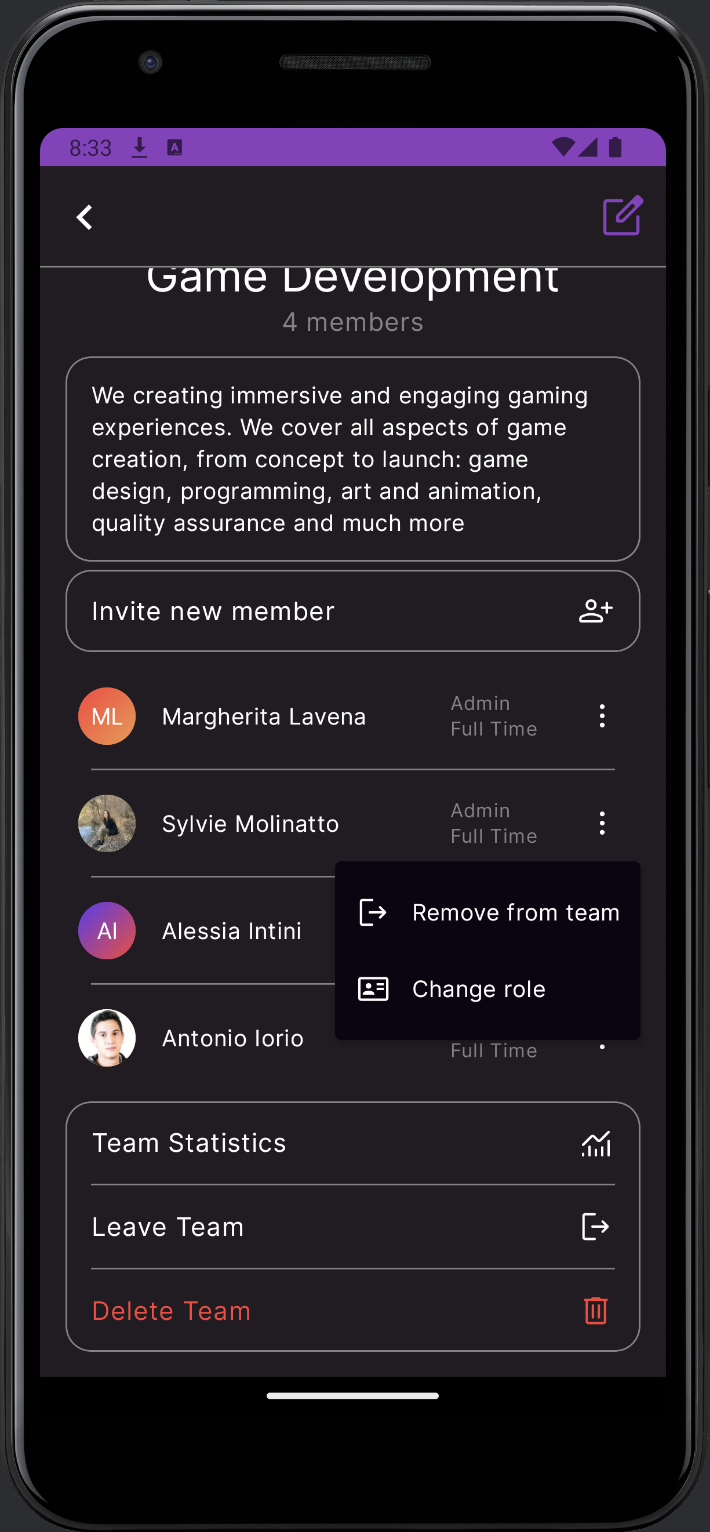 8:33
Game Development
4 members
We creating immersive and engaging gaming
experiences. We cover all aspects of game
creation, from concept to launch: game
design, programming, art and animation,
quality assurance and much more
Invite new member
ML
Margherita Lavena
Admin
Full Time
Sylvie Molinatto
Admin
Full Time
AI
Alessia Intini
Remove from team
Change role
Antonio Iorio
Full Time
Team Statistics
Leave Team
Delete Team